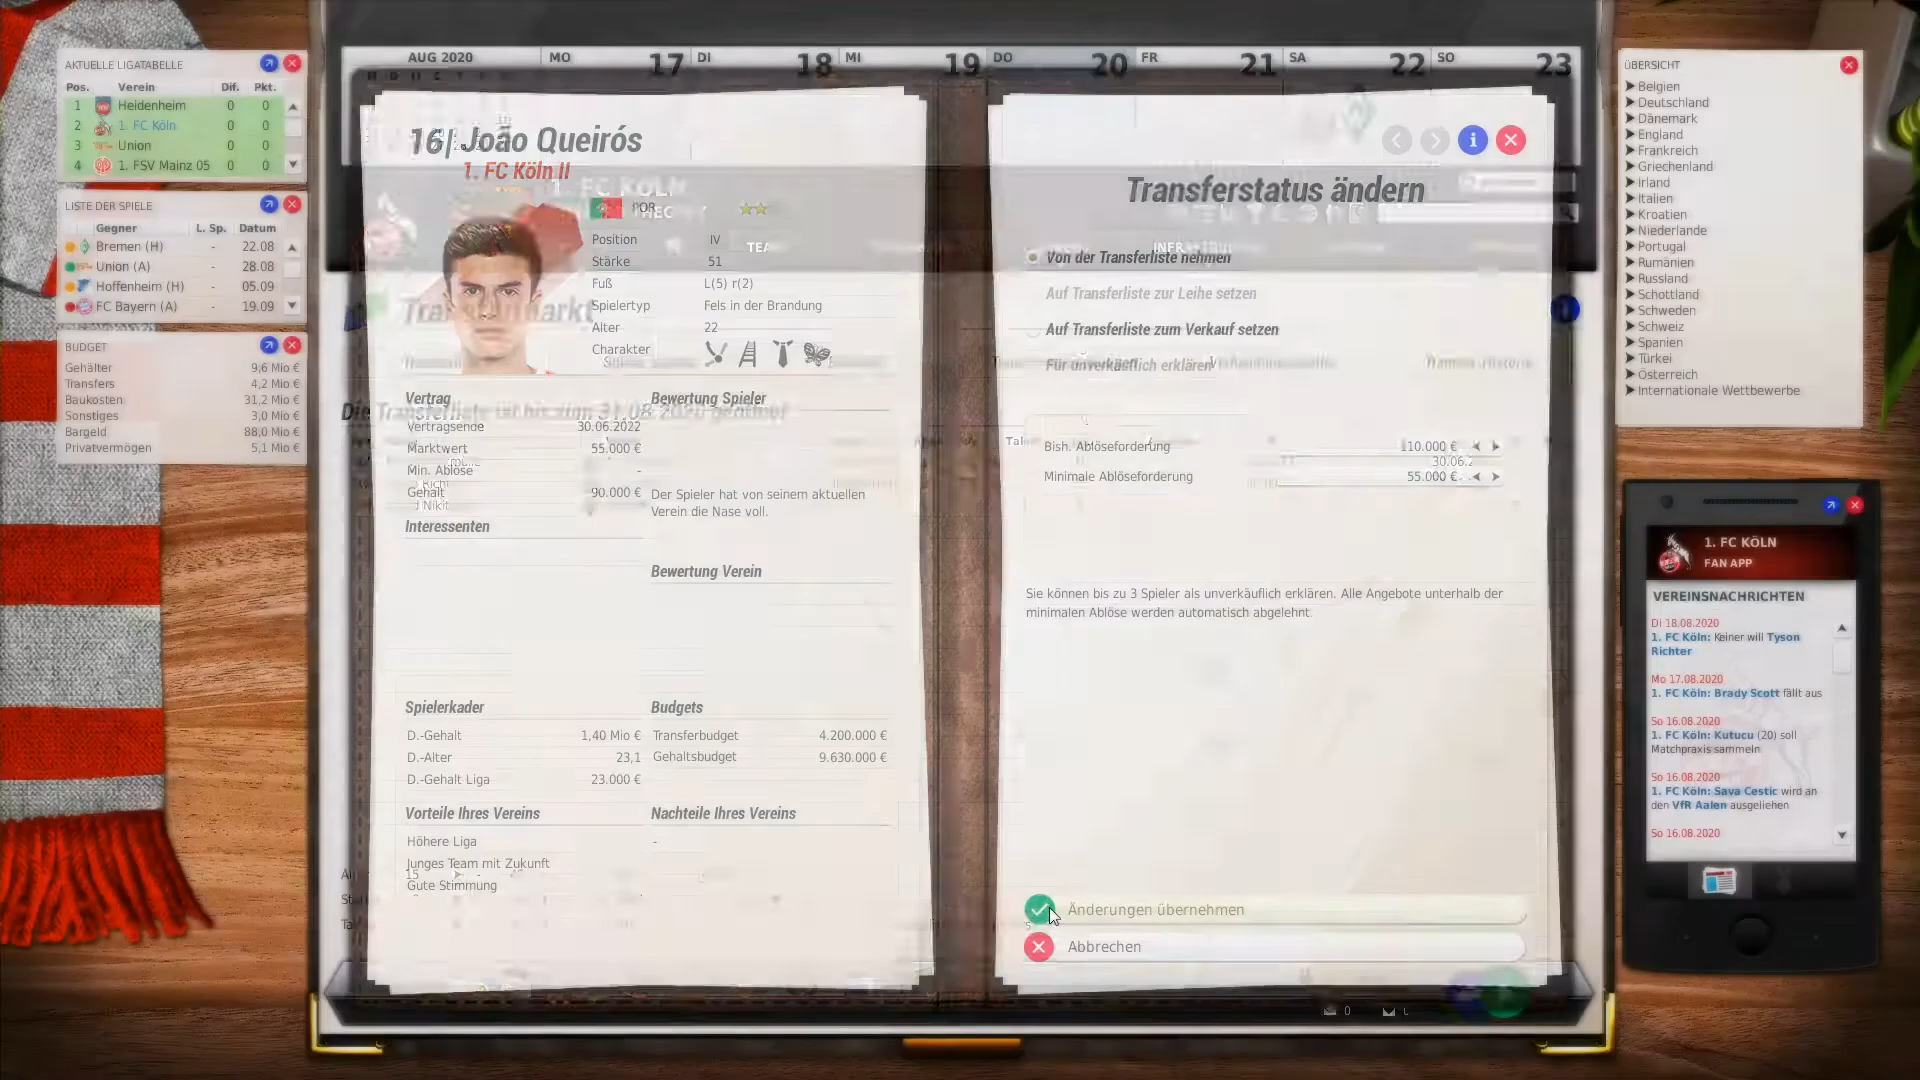 AKTUELLE LIGATABELLE
Pos. Verein Dif. Pkt.
1 Heidenheim 0 0
2 1. FC Köln 0 0
3 Union 0 0
4 1. FSV Mainz 05 0 0
LISTE DER SPIELE
Gegner L. Sp. Datum
Bremen (H) - 22.08
Union (A) - 28.08
Hoffenheim (H) - 05.09
FC Bayern (A) - 19.09
BUDGET
Gehälter 9,6 Mio €
Transfers 4,2 Mio €
Baukosten 31,2 Mio €
Sonstiges 3,0 Mio €
Bargeld 88,0 Mio €
Privatvermögen 5,1 Mio €
AUG 2020 MO 17 DI 18 MI 19 DO 20 FR 21 SA 22 SO 23
16| João Queirós
1. FC Köln II
1. FC KÖLN
POR
Position IV
Stärke 51
Fuß L(5) r(2)
Spielertyp Fels in der Brandung
Alter 22
Charakter
Transfermarkt
Die Transferliste ist bis zum 31.08.2020 geöffnet
Vertrag
Vertragsende 30.06.2022
Marktwert 55.000 €
Min. Ablöse -
Gehalt 90.000 €
Interessenten
Bewertung Spieler
Der Spieler hat von seinem aktuellen
Verein die Nase voll.
Bewertung Verein
Spielerkader
D.-Gehalt 1,40 Mio €
D.-Alter 23,1
D.-Gehalt Liga 23.000 €
Budgets
Transferbudget 4.200.000 €
Gehaltsbudget 9.630.000 €
Vorteile Ihres Vereins
Höhere Liga
Junges Team mit Zukunft
Gute Stimmung
Nachteile Ihres Vereins
-
Transferstatus ändern
Von der Transferliste nehmen
Auf Transferliste zur Leihe setzen
Auf Transferliste zum Verkauf setzen
Für unverkäuflich erklären
Bish. Ablöseforderung 110.000 €
Minimale Ablöseforderung 55.000 €
Sie können bis zu 3 Spieler als unverkäuflich erklären. Alle Angebote unterhalb der
minimalen Ablöse werden automatisch abgelehnt.
Änderungen übernehmen
Abbrechen
0
ÜBERSICHT
Belgien
Deutschland
Dänemark
England
Frankreich
Griechenland
Irland
Italien
Kroatien
Niederlande
Portugal
Rumänien
Russland
Schottland
Schweden
Schweiz
Spanien
Türkei
Österreich
Internationale Wettbewerbe
1. FC KÖLN
FAN APP
VEREINSNACHRICHTEN
Di 18.08.2020
1. FC Köln: Keiner will Tyson
Richter
Mo 17.08.2020
1. FC Köln: Brady Scott fällt aus
So 16.08.2020
1. FC Köln: Kutucu (20) soll
Matchpraxis sammeln
So 16.08.2020
1. FC Köln: Sava Cestic wird an
den VfR Aalen ausgeliehen
So 16.08.2020